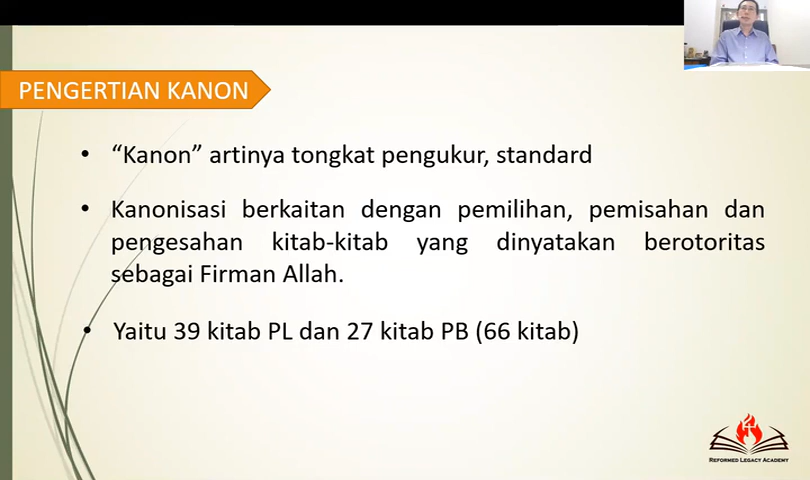 PENGERTIAN KANON
• “Kanon” artinya tongkat pengukur, standard
• Kanonisasi berkaitan dengan pemilihan, pemisahan dan
pengesahan kitab-kitab yang dinyatakan berotoritas
sebagai Firman Allah.
• Yaitu 39 kitab PL dan 27 kitab PB (66 kitab)
REFORMED LEGACY ACADEMY